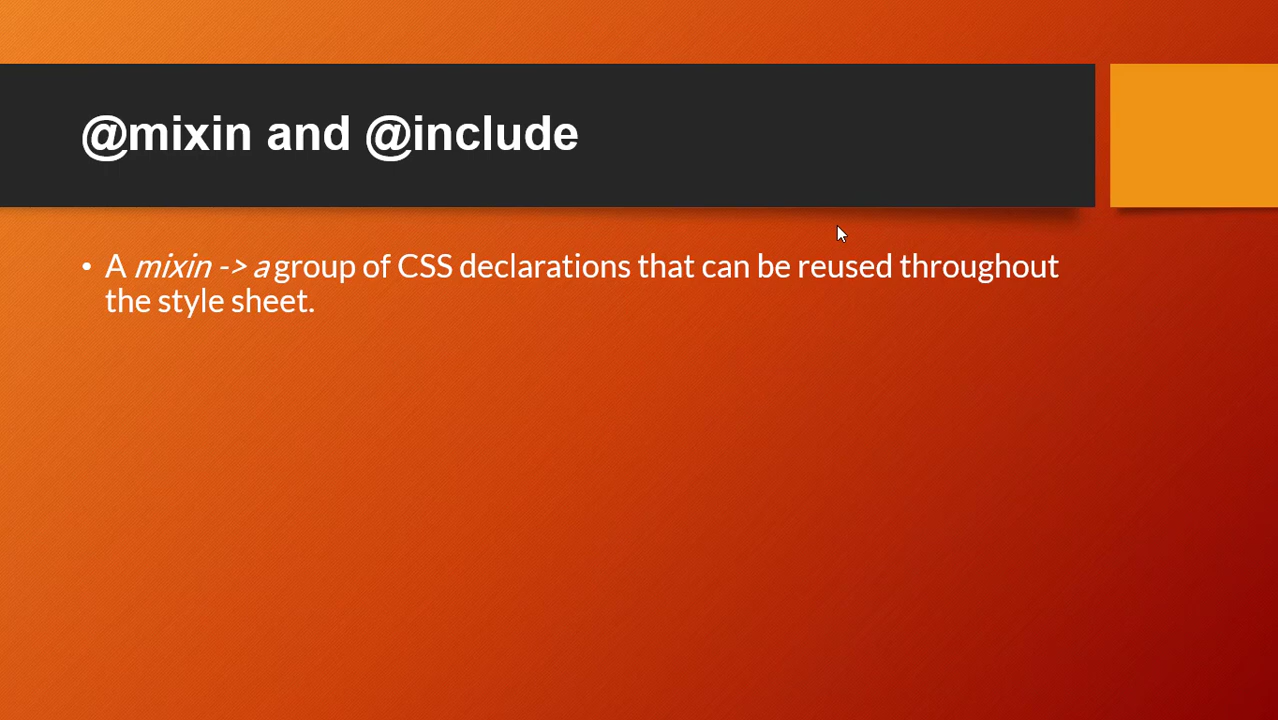 @mixin and @include
• A mixin -> a group of CSS declarations that can be reused throughout
the style sheet.